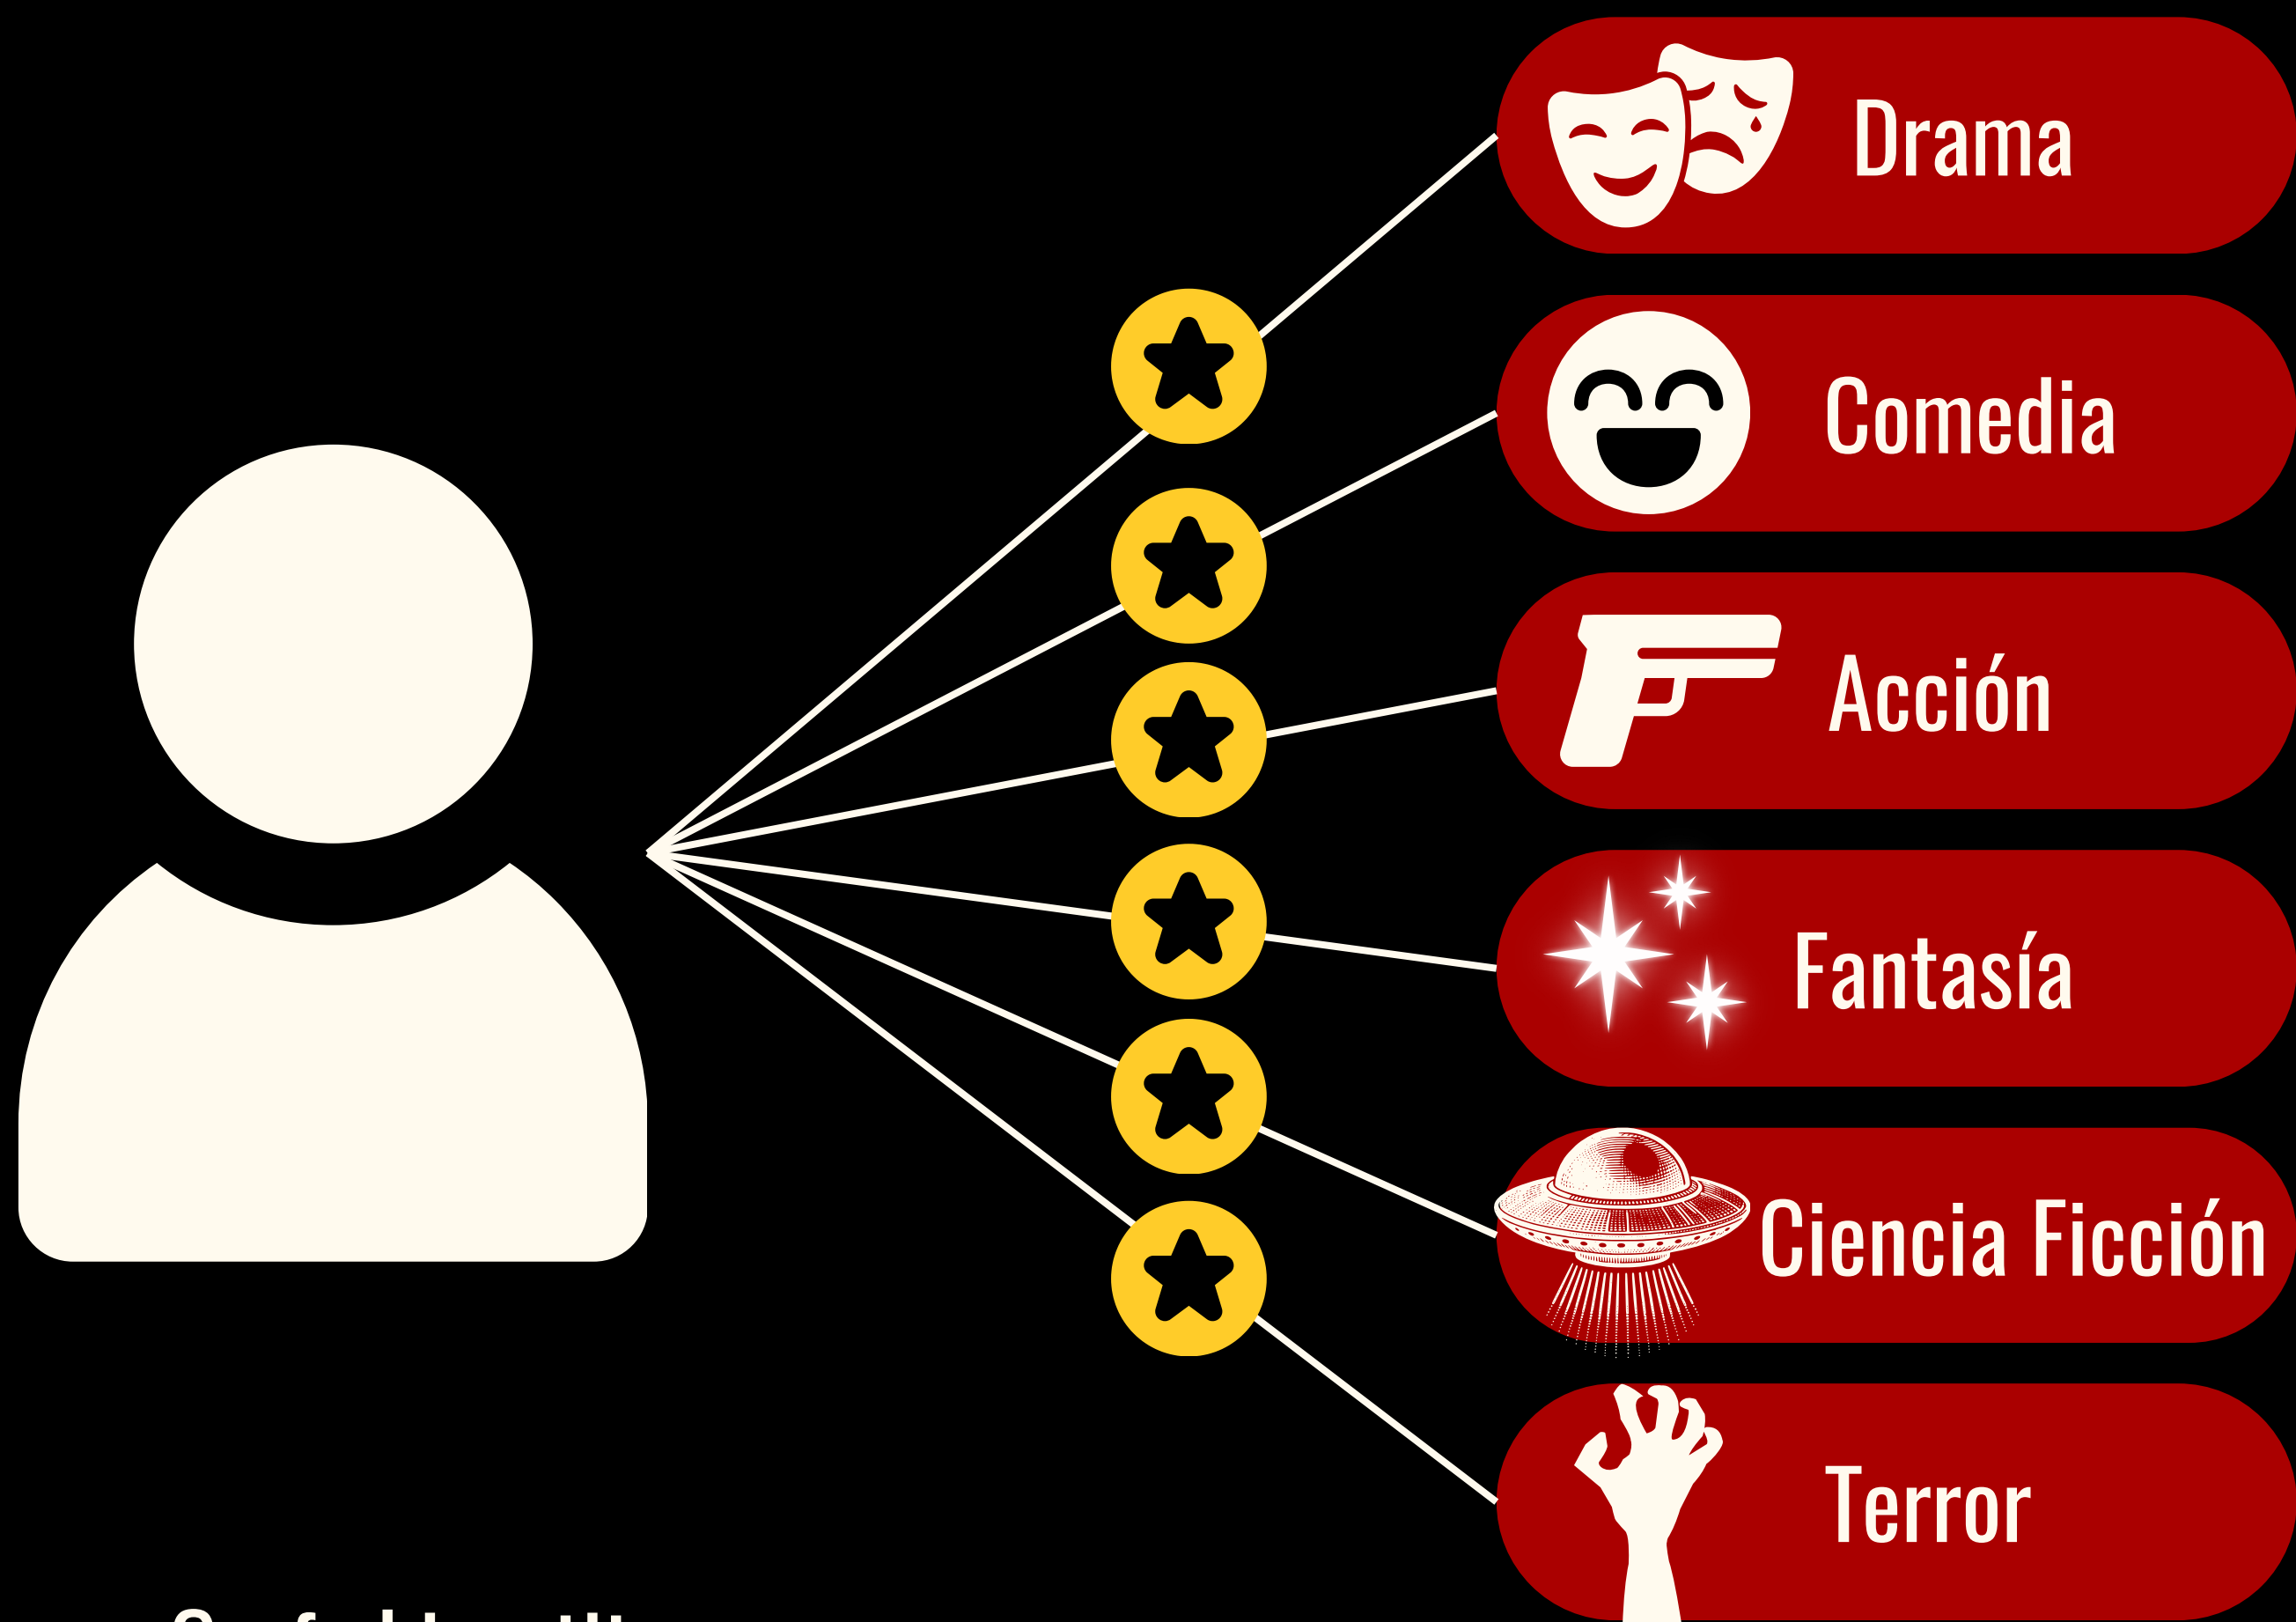 Drama
Comedia
Acción
Fantasía
Ciencia Ficción
Terror